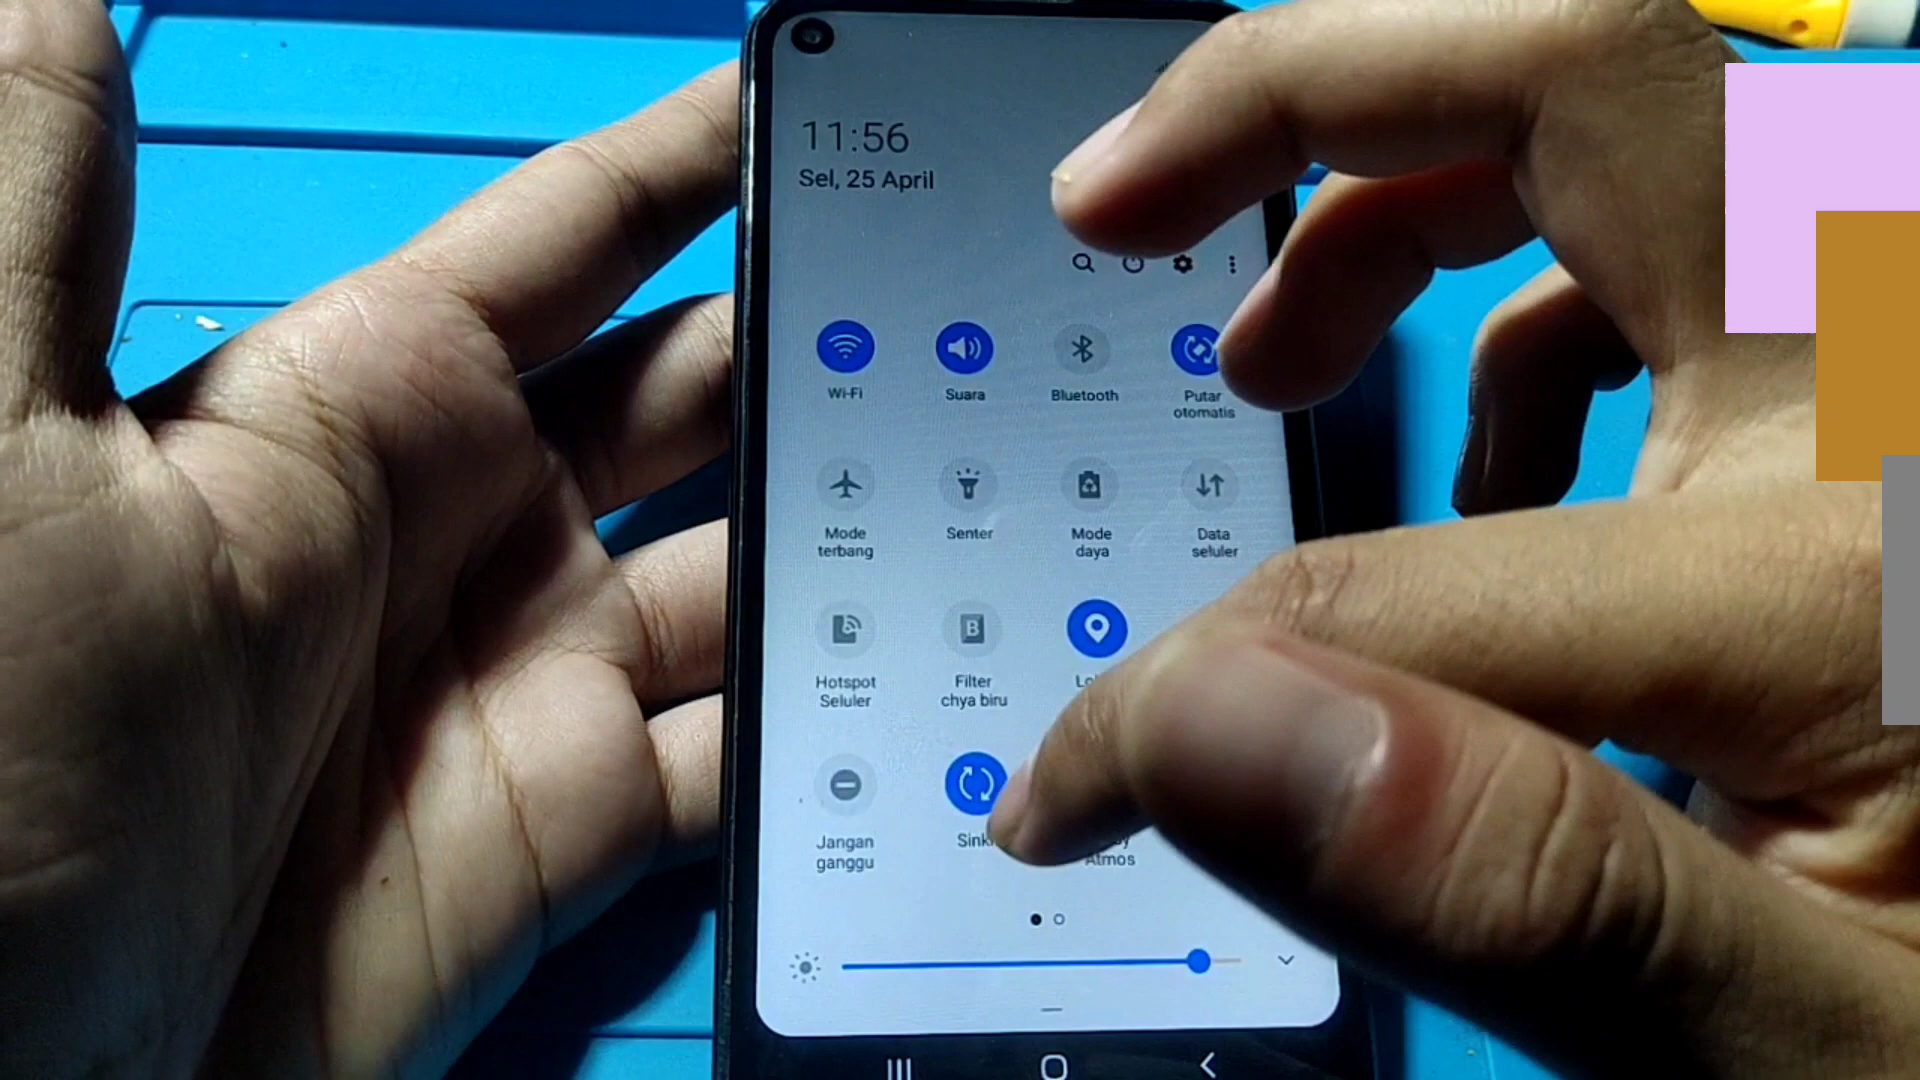 11:56
Sel, 25 April
Wi-Fi
Suara
Bluetooth
Putar
otomatis
Mode
terbang
Senter
Mode
daya
Data
seluler
Hotspot
Seluler
Filter
chya biru
Jangan
ganggu
Atmos